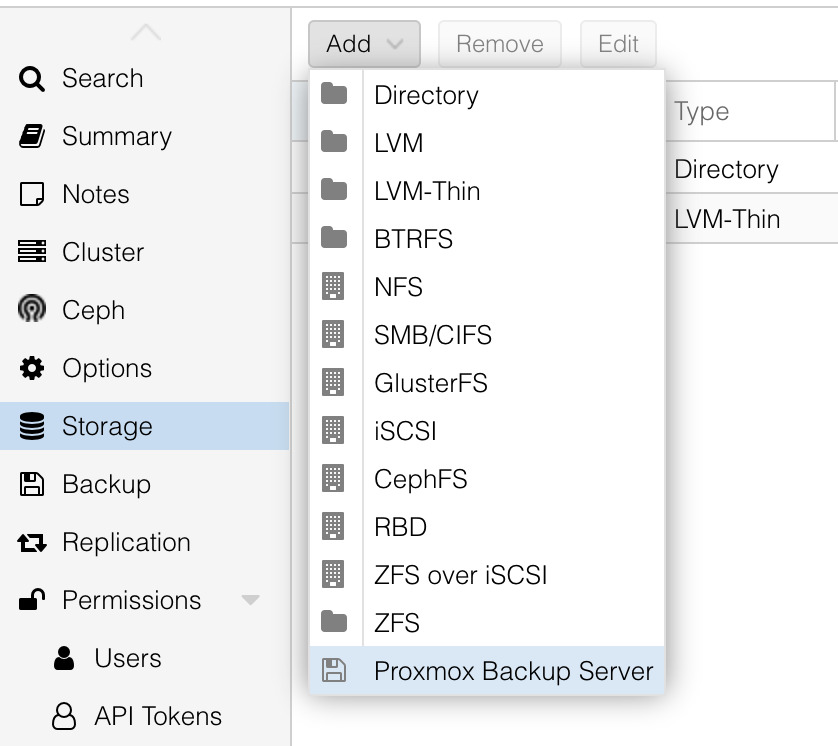 Search
Summary
Notes
Cluster
Ceph
Options
Storage
Backup
Replication
Permissions
Users
API Tokens
Add
Remove
Edit
Directory
LVM
LVM-Thin
BTRFS
NFS
SMB/CIFS
GlusterFS
iSCSI
CephFS
RBD
ZFS over iSCSI
ZFS
Proxmox Backup Server
Type
Directory
LVM-Thin